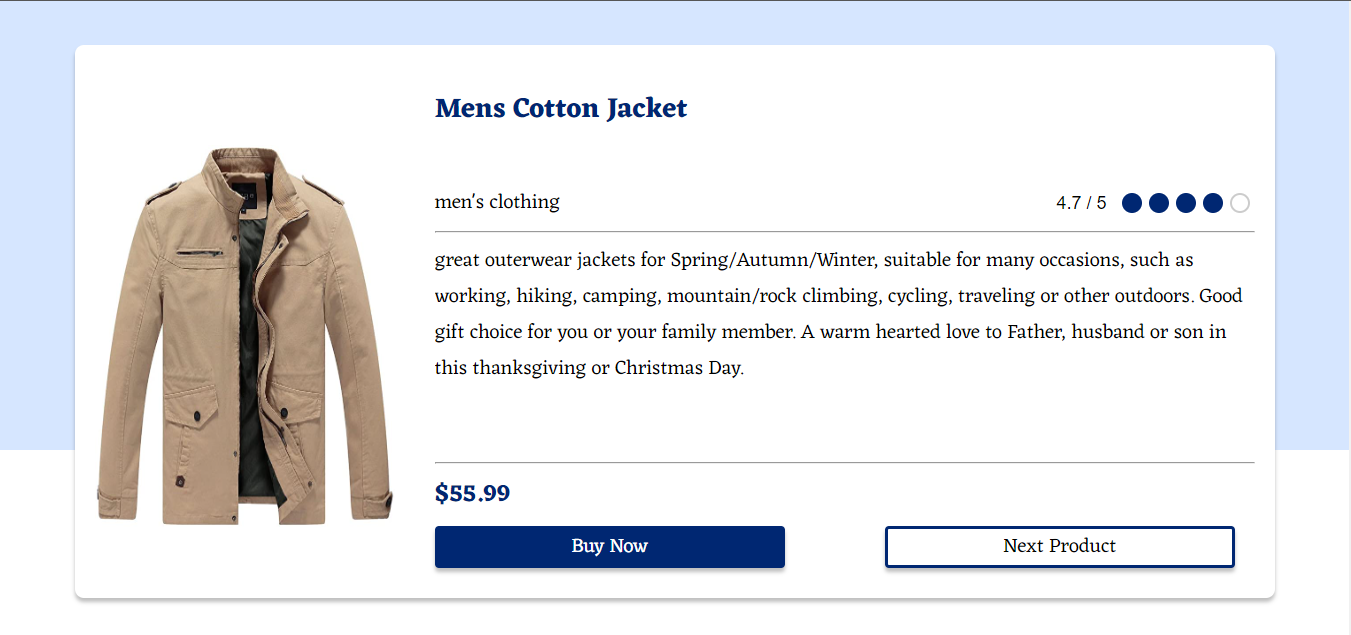 Mens Cotton Jacket
men's clothing
4.7 / 5
great outerwear jackets for Spring/Autumn/Winter, suitable for many occasions, such as
working, hiking, camping, mountain/rock climbing, cycling, traveling or other outdoors. Good
gift choice for you or your family member. A warm hearted love to Father, husband or son in
this thanksgiving or Christmas Day.
$55.99
Buy Now
Next Product